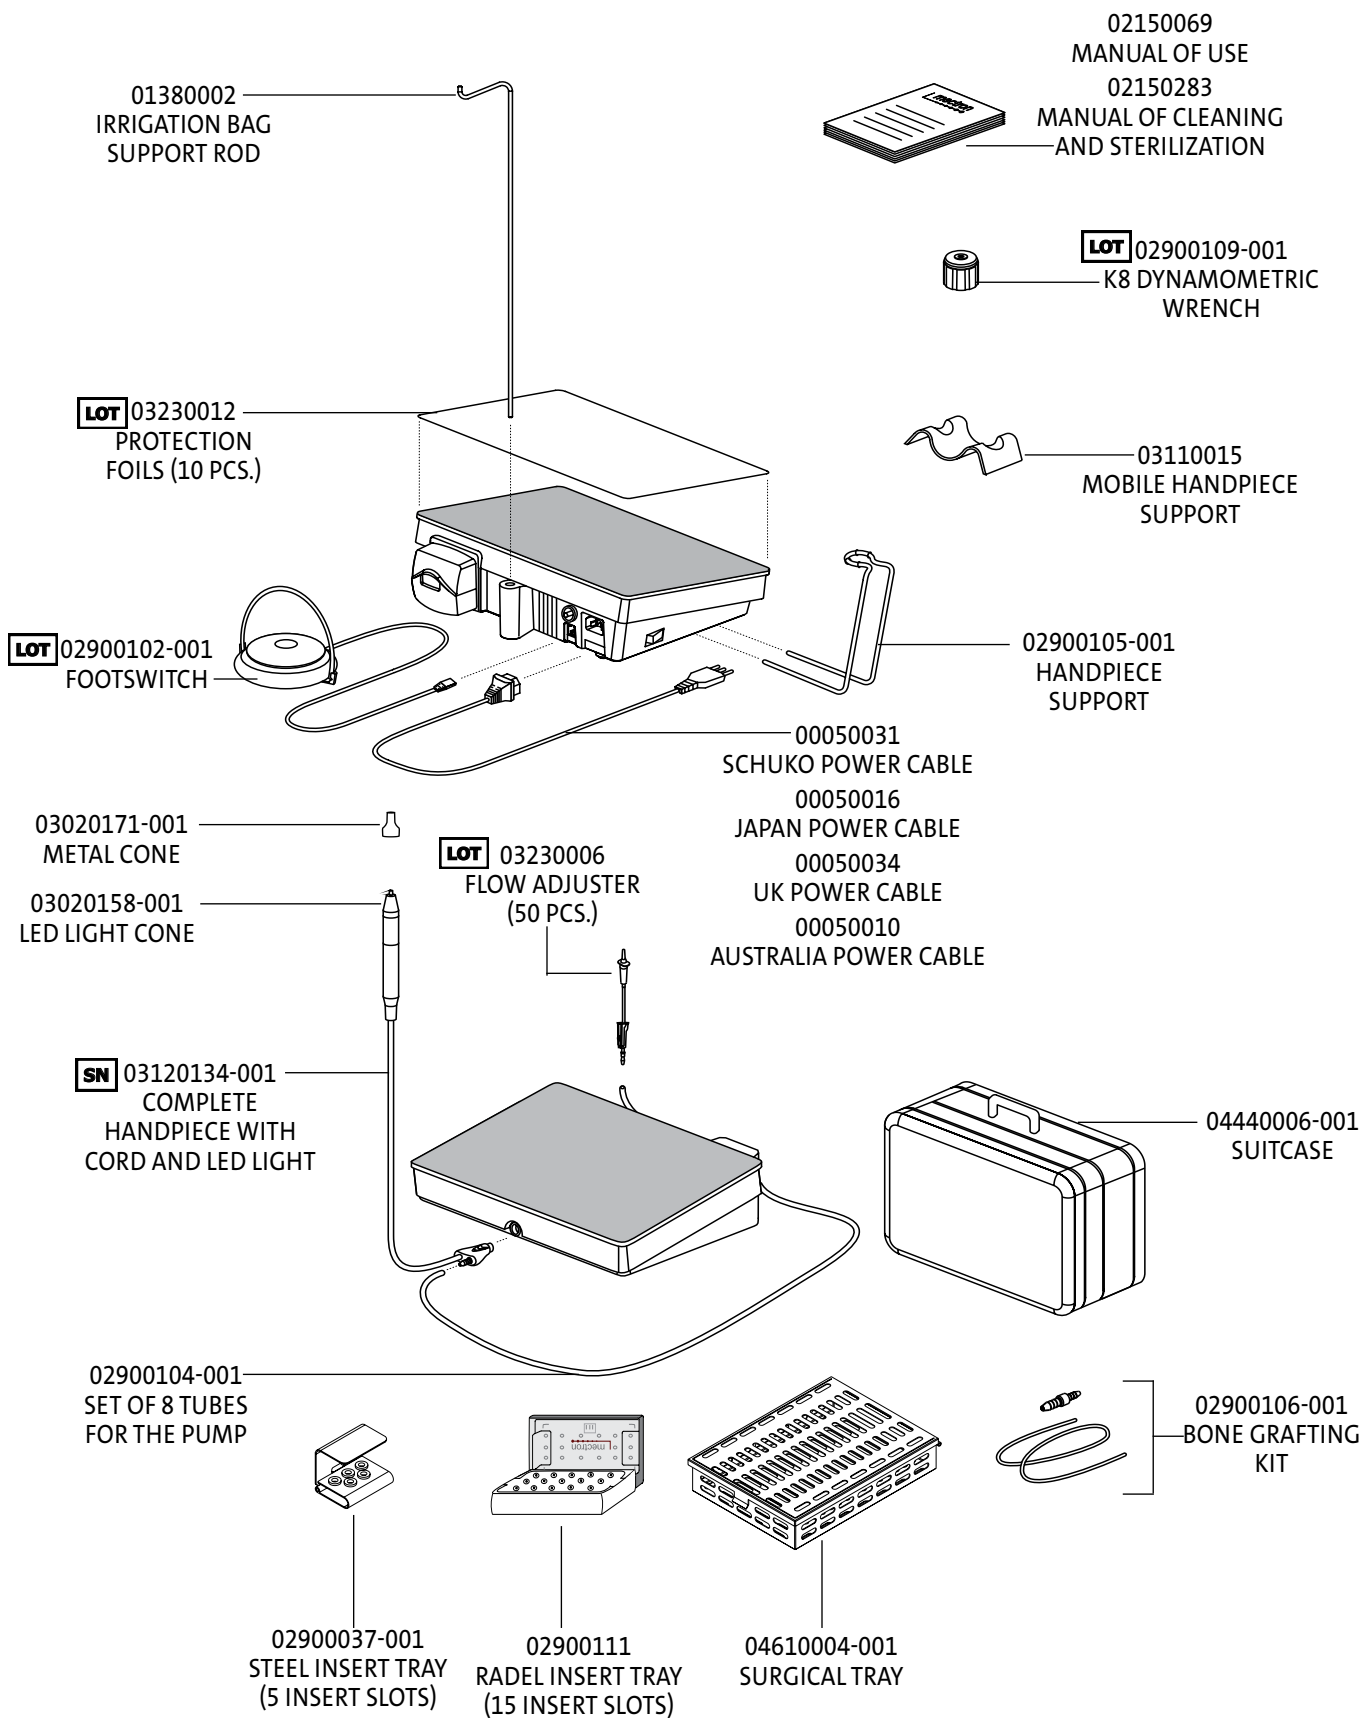 02150069
MANUAL OF USE
02150283
MANUAL OF CLEANING
AND STERILIZATION
mectron
01380002
IRRIGATION BAG
SUPPORT ROD
LOT 02900109-001
K8 DYNAMOMETRIC
WRENCH
LOT 03230012
PROTECTION
FOILS (10 PCS.)
03110015
MOBILE HANDPIECE
SUPPORT
LOT 02900102-001
FOOTSWITCH
02900105-001
HANDPIECE
SUPPORT
00050031
SCHUKO POWER CABLE
00050016
JAPAN POWER CABLE
00050034
UK POWER CABLE
00050010
AUSTRALIA POWER CABLE
03020171-001
METAL CONE
03020158-001
LED LIGHT CONE
LOT 03230006
FLOW ADJUSTER
(50 PCS.)
SN 03120134-001
COMPLETE
HANDPIECE WITH
CORD AND LED LIGHT
04440006-001
SUITCASE
02900104-001
SET OF 8 TUBES
FOR THE PUMP
mectron
02900106-001
BONE GRAFTING
KIT
02900037-001
STEEL INSERT TRAY
(5 INSERT SLOTS)
02900111
RADEL INSERT TRAY
(15 INSERT SLOTS)
04610004-001
SURGICAL TRAY